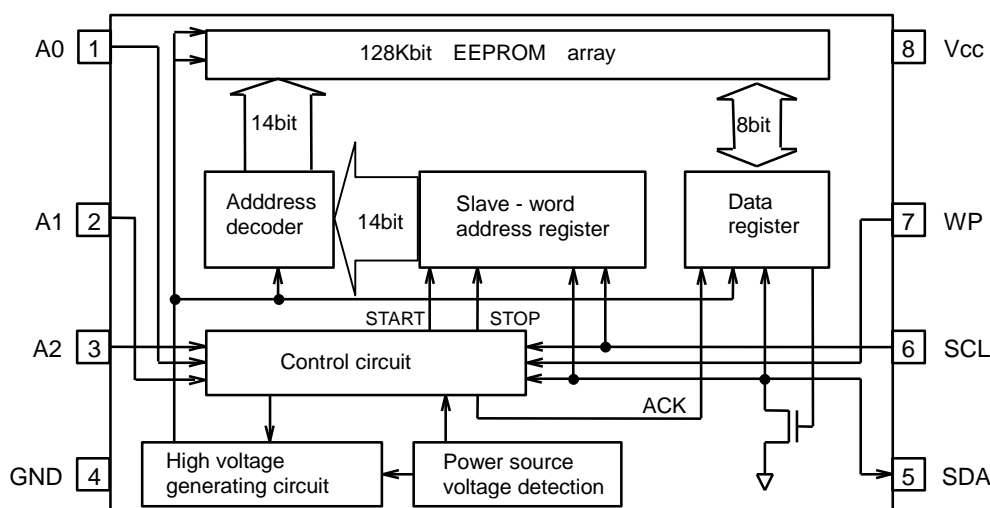 A0
1
128Kbit EEPROM array
8
Vcc
14bit
8bit
A1
2
Adddress
decoder
14bit
Slave - word
address register
Data
register
7
WP
START
STOP
A2
3
Control circuit
6
SCL
ACK
GND
4
High voltage
generating circuit
Power source
voltage detection
5
SDA